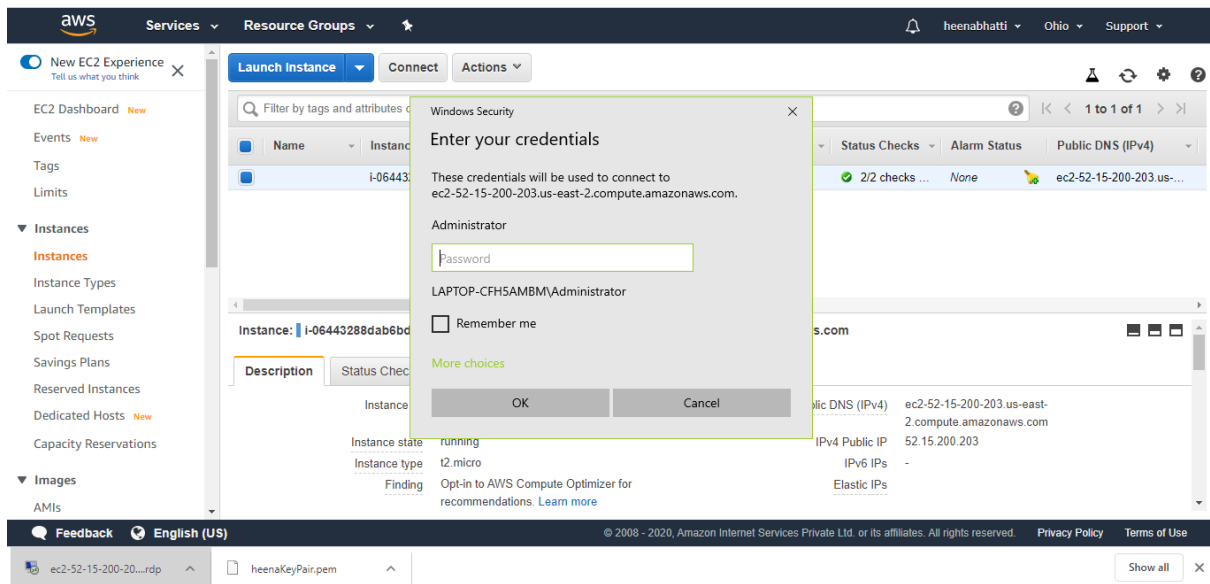 aws
Services
Resource Groups
heenabhatti
Ohio
Support
New EC2 Experience
Tell us what you think
EC2 Dashboard New
Events New
Tags
Limits
Instances
Instances
Instance Types
Launch Templates
Spot Requests
Savings Plans
Reserved Instances
Dedicated Hosts New
Capacity Reservations
Images
AMIs
Launch Instance
Connect
Actions
Filter by tags and attributes
1 to 1 of 1
Name
Instanc
Status Checks
Alarm Status
Public DNS (IPv4)
i-06443
2/2 checks ...
None
ec2-52-15-200-203.us-...
Windows Security
Enter your credentials
These credentials will be used to connect to
ec2-52-15-200-203.us-east-2.compute.amazonaws.com.
Administrator
Password
LAPTOP-CFH5AMBM\Administrator
Remember me
More choices
OK
Cancel
Instance: i-06443288dab6bd
s.com
Description
Status Chec
Instance
Instance state
running
Instance type
t2.micro
Finding
Opt-in to AWS Compute Optimizer for
recommendations. Learn more
blic DNS (IPv4)
ec2-52-15-200-203.us-east-
2.compute.amazonaws.com
IPv4 Public IP
52.15.200.203
IPv6 IPs
-
Elastic IPs
Feedback
English (US)
© 2008 - 2020, Amazon Internet Services Private Ltd. or its affiliates. All rights reserved.
Privacy Policy
Terms of Use
ec2-52-15-200-20....rdp
heenaKeyPair.pem
Show all